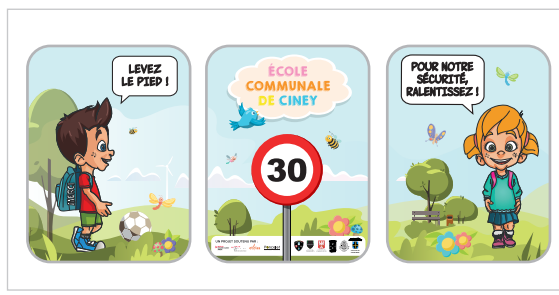 LEVEZ
LE PIED !
ÉCOLE
COMMUNALE
DE CINEY
30
UN PROJET SOUTENU PAR :
POUR NOTRE
SÉCURITÉ,
RALENTISSEZ !